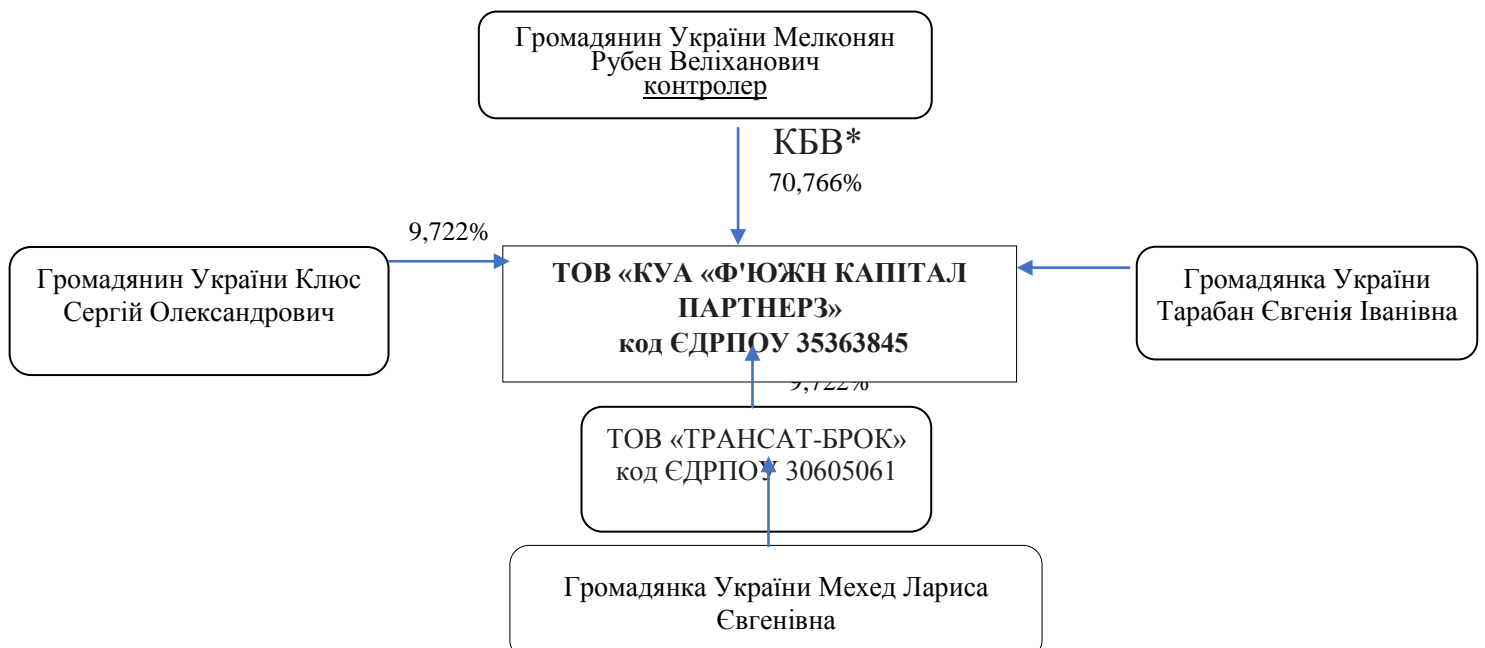 Громадянин України Мелконян
Рубен Веліханович
контролер
КБВ*
70,766%
9,722%
Громадянин України Клюс
Сергій Олександрович
ТОВ «КУА «Ф'ЮЖН КАПІТАЛ
ПАРТНЕРЗ»
код ЄДРПОУ 35363845
Громадянка України
Тарабан Євгенія Іванівна
9,722%
ТОВ «ТРАНСАТ-БРОК»
код ЄДРПОУ 30605061
Громадянка України Мехед Лариса
Євгенівна